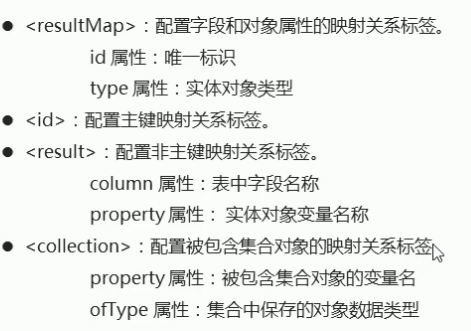 ● <resultMap>：配置字段和对象属性的映射关系标签。
id 属性：唯一标识
type 属性：实体对象类型
● <id>：配置主键映射关系标签。
● <result>：配置非主键映射关系标签。
column 属性：表中字段名称
property 属性： 实体对象变量名称
● <collection>：配置被包含集合对象的映射关系标签
property 属性：被包含集合对象的变量名
ofType 属性：集合中保存的对象数据类型